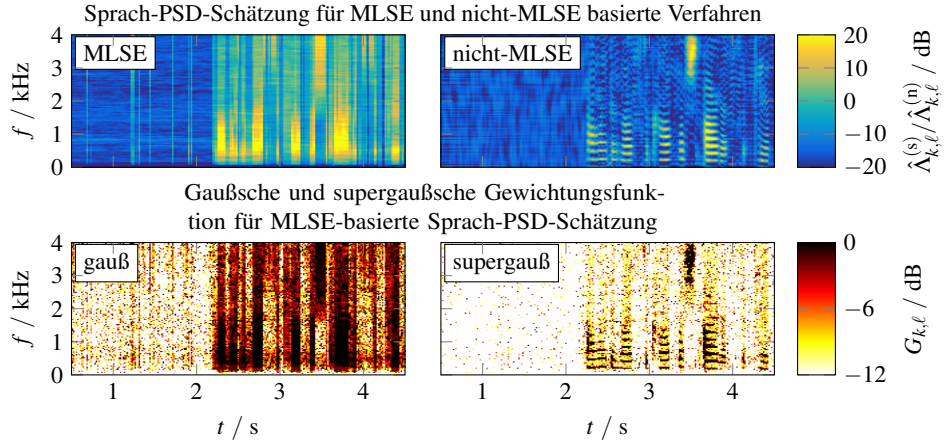 Sprach-PSD-Schätzung für MLSE und nicht-MLSE basierte Verfahren
4
3
2
1
0
f / kHz
MLSE
nicht-MLSE
20
10
0
−10
−20
Λ̂(s)k,ℓ/Λ̂(n)k,ℓ / dB
Gaußsche und supergaußsche Gewichtungsfunk-
tion für MLSE-basierte Sprach-PSD-Schätzung
4
3
2
1
0
f / kHz
gauß
supergauß
0
−6
−12
Gk,ℓ / dB
1 2 3 4
1 2 3 4
t / s
t / s